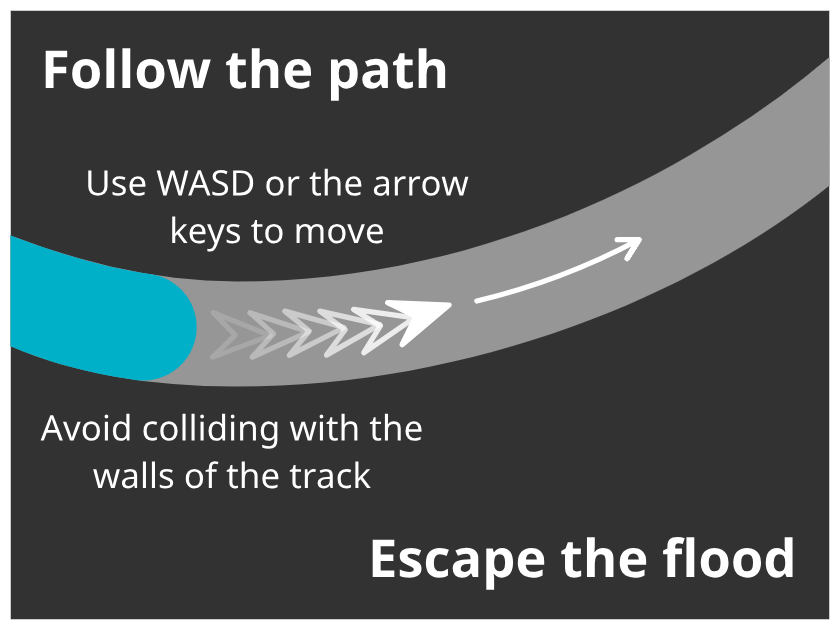 Follow the path
Use WASD or the arrow
keys to move
Avoid colliding with the
walls of the track
Escape the flood